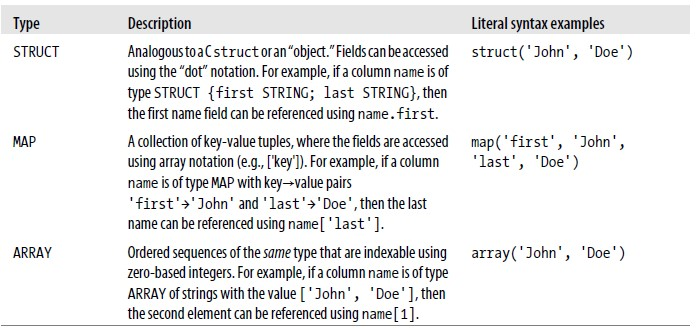 Type Description Literal syntax examples
STRUCT Analogous to a C struct or an “object.” Fields can be accessed struct('John', 'Doe')
using the “dot” notation. For example, if a column name is of
type STRUCT {first STRING; last STRING}, then
the first name field can be referenced using name.first.
MAP A collection of key-value tuples, where the fields are accessed map('first', 'John',
using array notation (e.g., ['key']). For example, if a column 'last', 'Doe')
name is of type MAP with key→value pairs
'first'→'John' and 'last'→'Doe', then the last
name can be referenced using name['last'].
ARRAY Ordered sequences of the same type that are indexable using array('John', 'Doe')
zero-based integers. For example, if a column name is of type
ARRAY of strings with the value ['John', 'Doe'], then
the second element can be referenced using name[1].